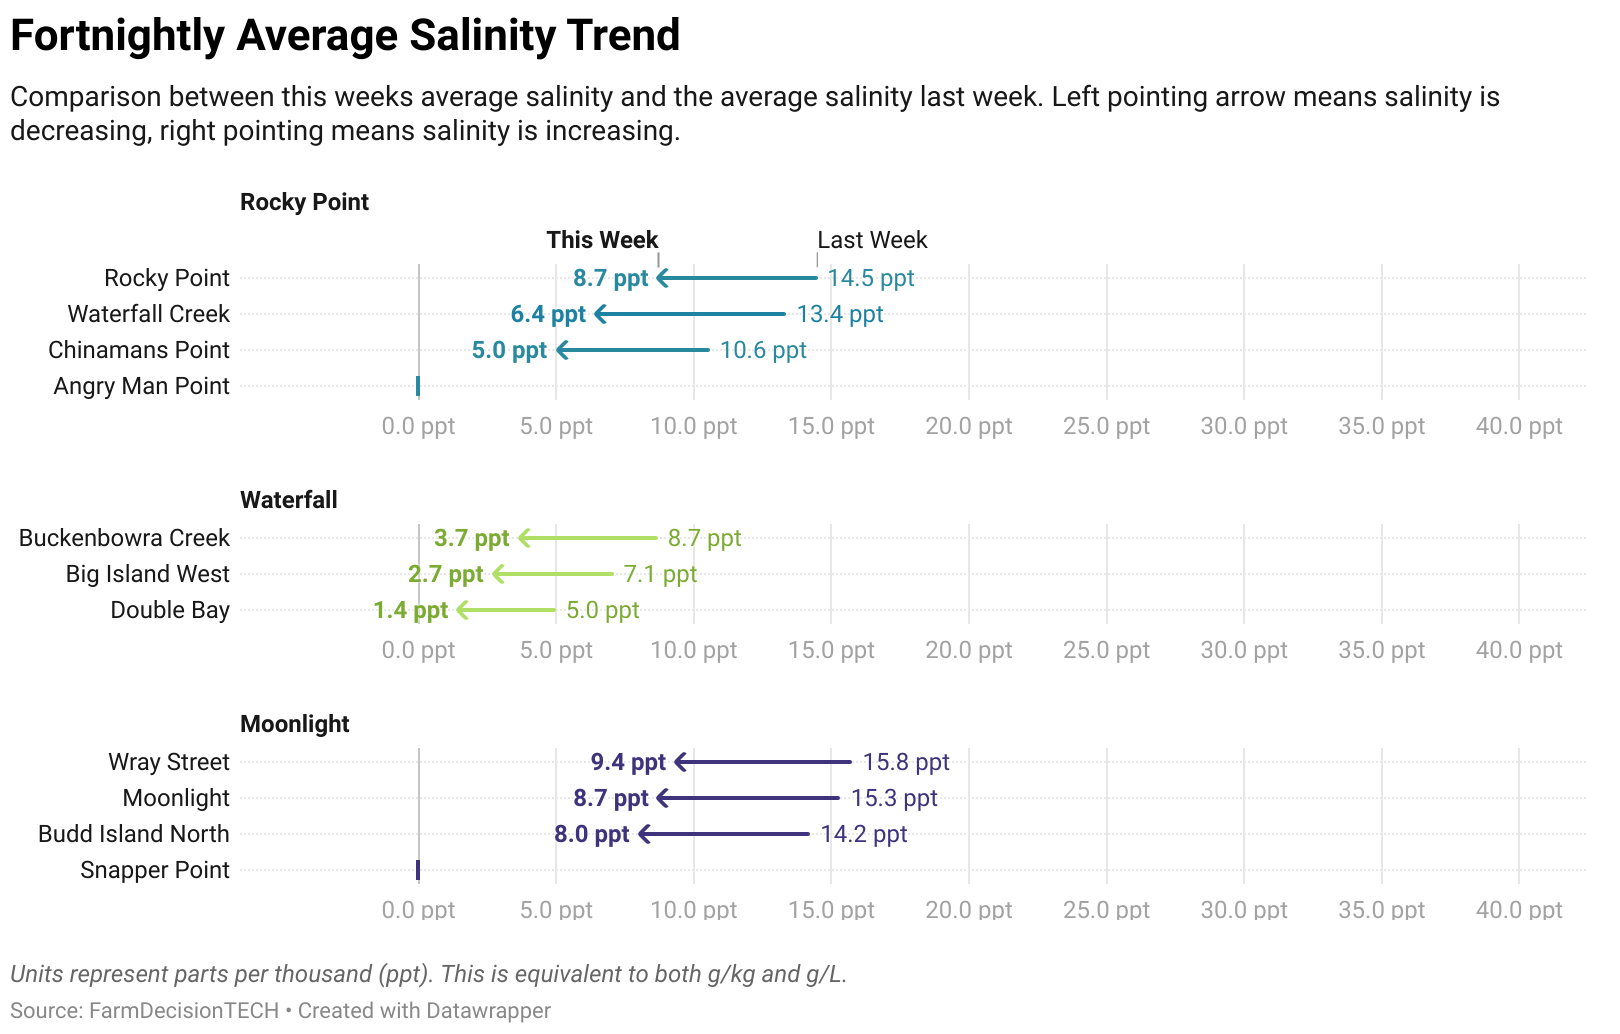 Fortnightly Average Salinity Trend
Comparison between this weeks average salinity and the average salinity last week. Left pointing arrow means salinity is
decreasing, right pointing means salinity is increasing.
Rocky Point
This Week Last Week
Rocky Point 8.7 ppt 14.5 ppt
Waterfall Creek 6.4 ppt 13.4 ppt
Chinamans Point 5.0 ppt 10.6 ppt
Angry Man Point
0.0 ppt 5.0 ppt 10.0 ppt 15.0 ppt 20.0 ppt 25.0 ppt 30.0 ppt 35.0 ppt 40.0 ppt
Waterfall
Buckenbowra Creek 3.7 ppt 8.7 ppt
Big Island West 2.7 ppt 7.1 ppt
Double Bay 1.4 ppt 5.0 ppt
0.0 ppt 5.0 ppt 10.0 ppt 15.0 ppt 20.0 ppt 25.0 ppt 30.0 ppt 35.0 ppt 40.0 ppt
Moonlight
Wray Street 9.4 ppt 15.8 ppt
Moonlight 8.7 ppt 15.3 ppt
Budd Island North 8.0 ppt 14.2 ppt
Snapper Point
0.0 ppt 5.0 ppt 10.0 ppt 15.0 ppt 20.0 ppt 25.0 ppt 30.0 ppt 35.0 ppt 40.0 ppt
Units represent parts per thousand (ppt). This is equivalent to both g/kg and g/L.
Source: FarmDecisionTECH • Created with Datawrapper